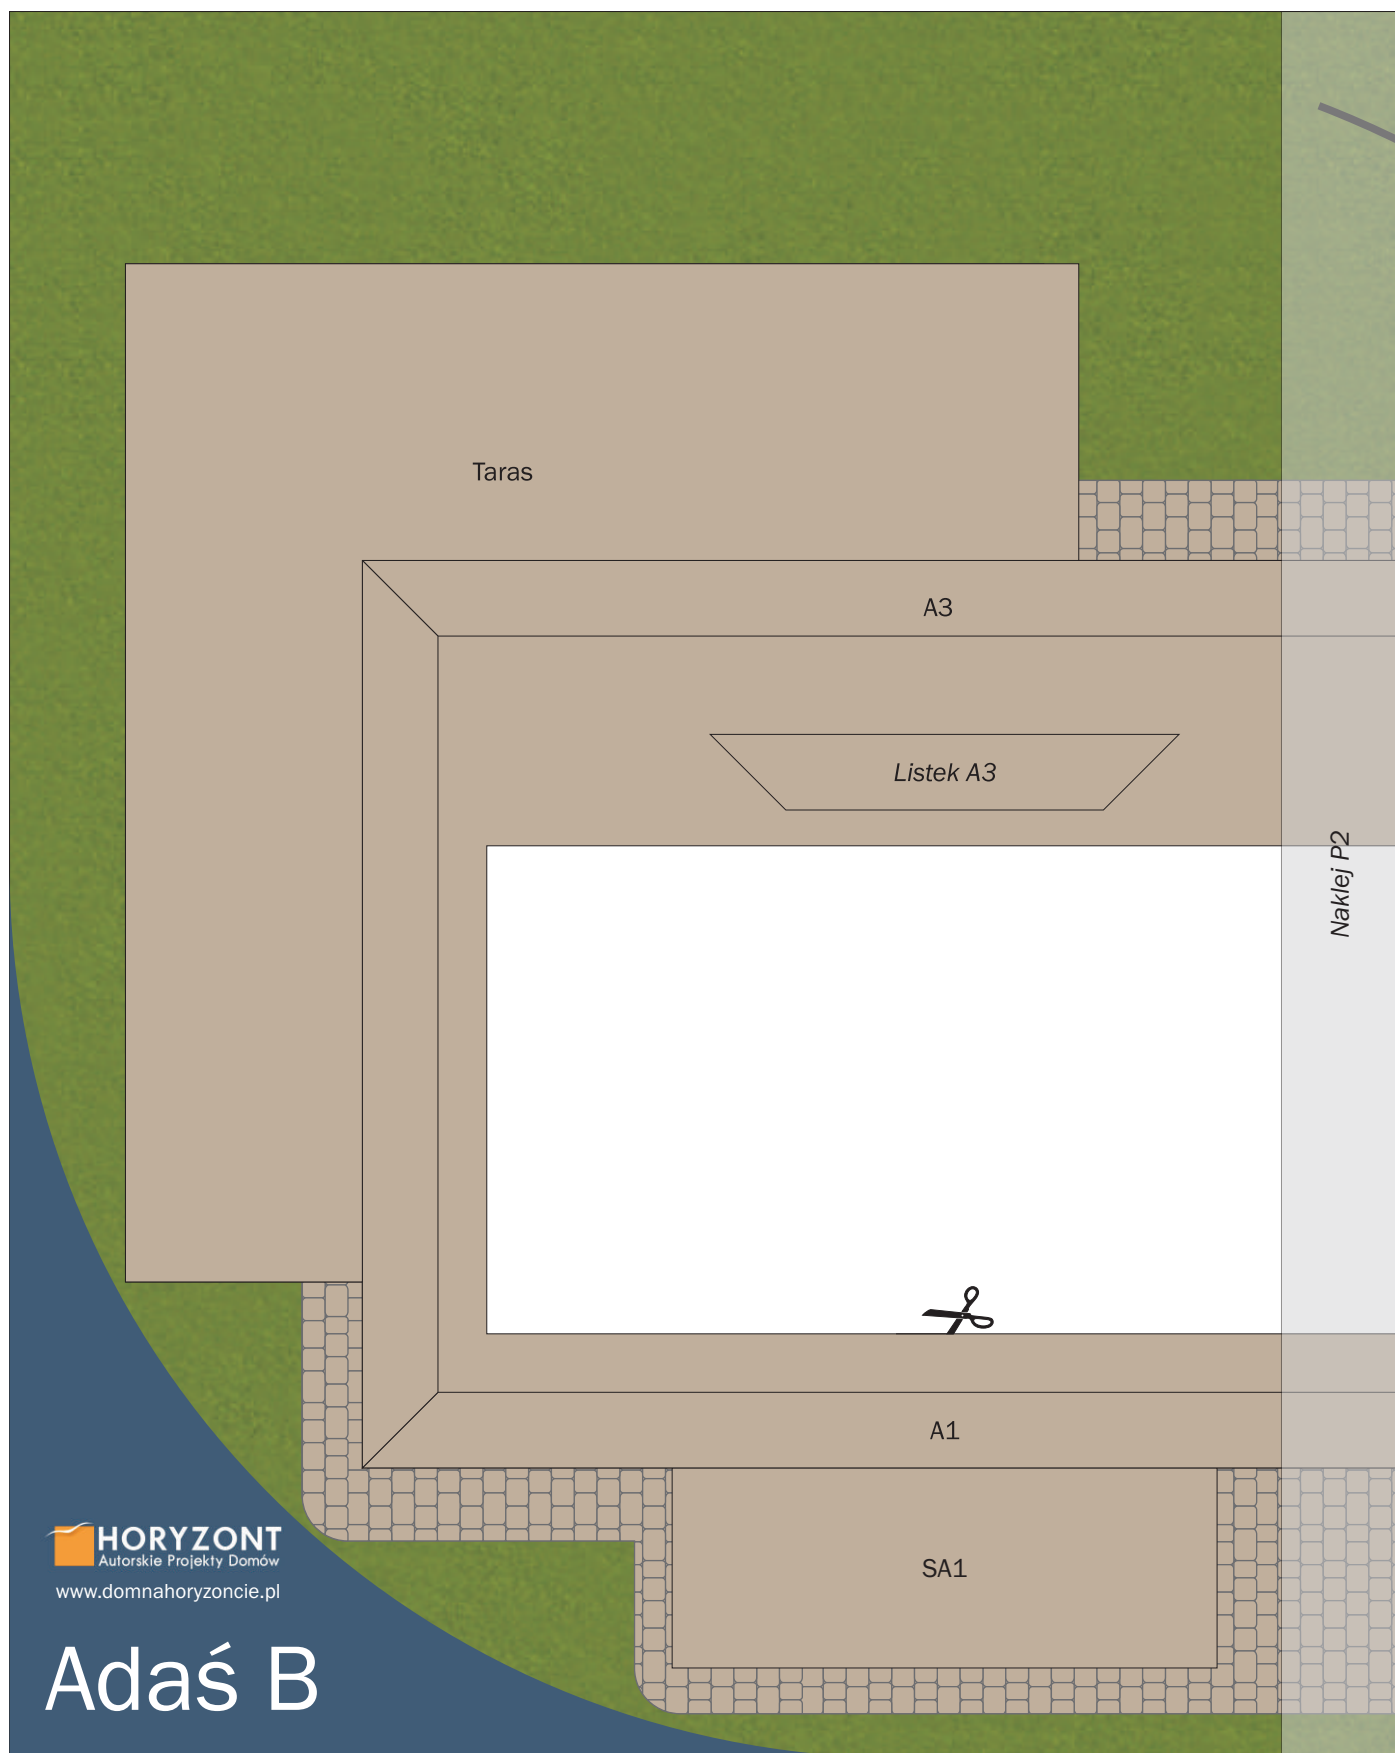 Taras
A3
Listek A3
Naklej P2
A1
SA1
HORYZONT
Autorskie Projekty Domów
www.domnahoryzoncie.pl
Adaś B